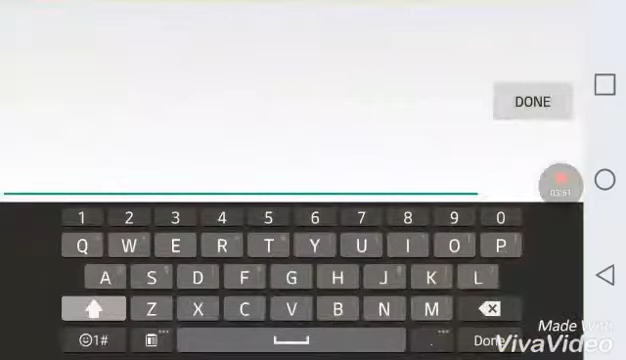 DONE
03:51
1 2 3 4 5 6 7 8 9 0
Q W E R T Y U I O P
A S D F G H J K L
Z X C V B N M
1# . Done
Made With
VivaVideo